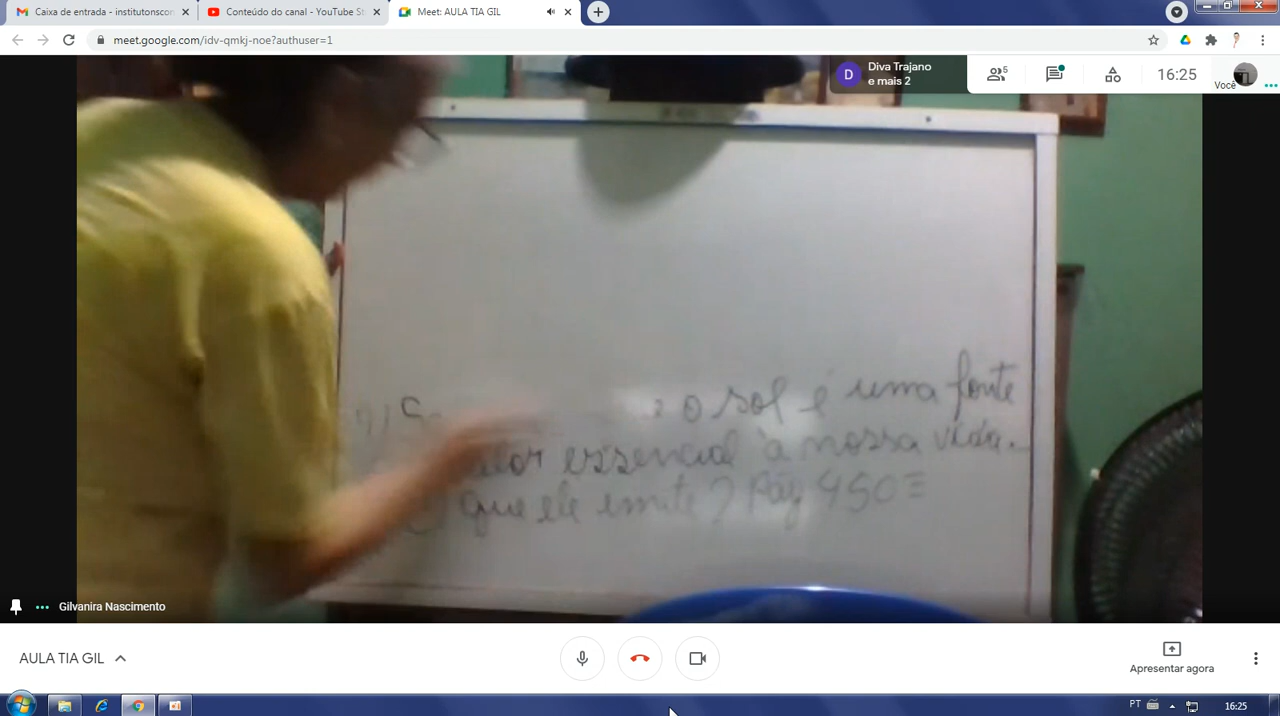 Caixa de entrada - institutonscor
Conteúdo do canal - YouTube St
Meet: AULA TIA GIL
meet.google.com/idv-qmkj-noe?authuser=1
D
Diva Trajano
e mais 2
5
16:25
Você
o sol é uma fonte
essencial à nossa vida.
que ele emite? Pág 450
Gilvanira Nascimento
AULA TIA GIL
Apresentar agora
PT
16:25